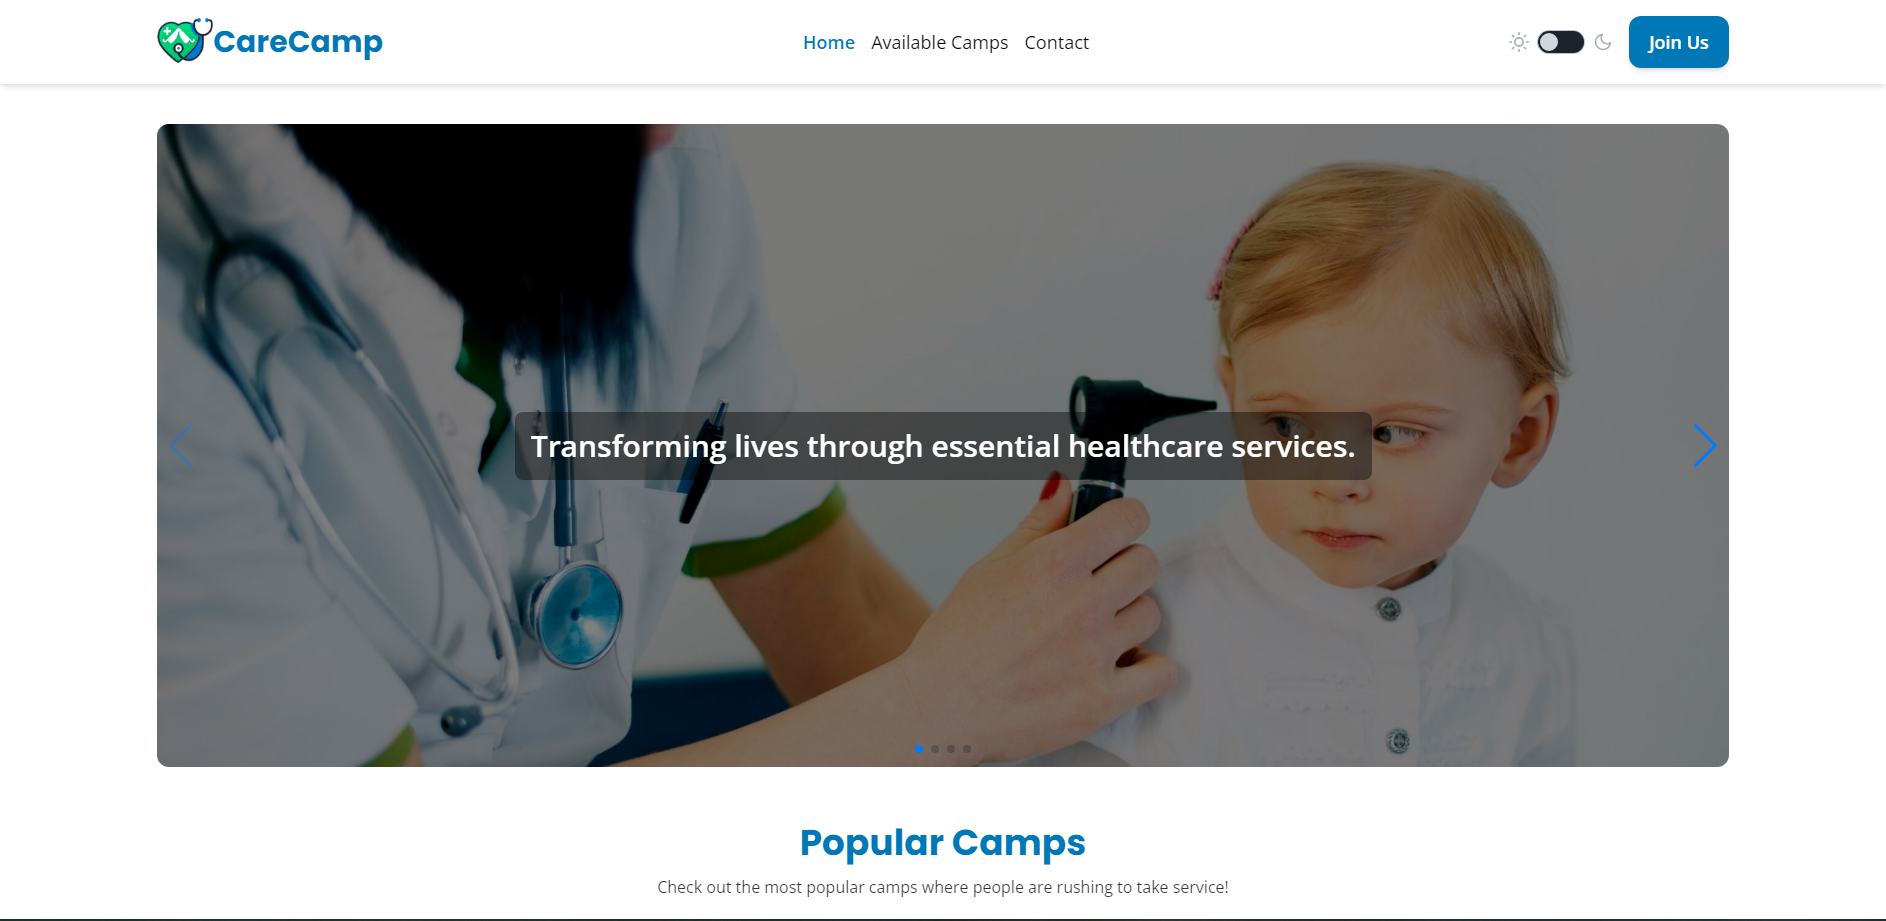 CareCamp
Home Available Camps Contact
Join Us
Transforming lives through essential healthcare services.
Popular Camps
Check out the most popular camps where people are rushing to take service!